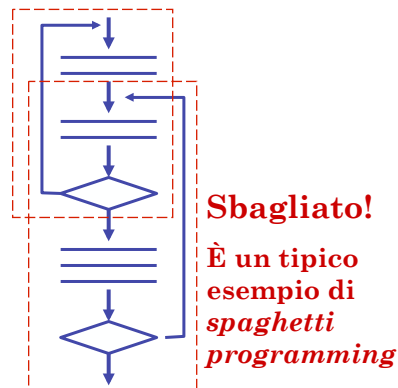 Sbagliato!
È un tipico
esempio di
spaghetti
programming